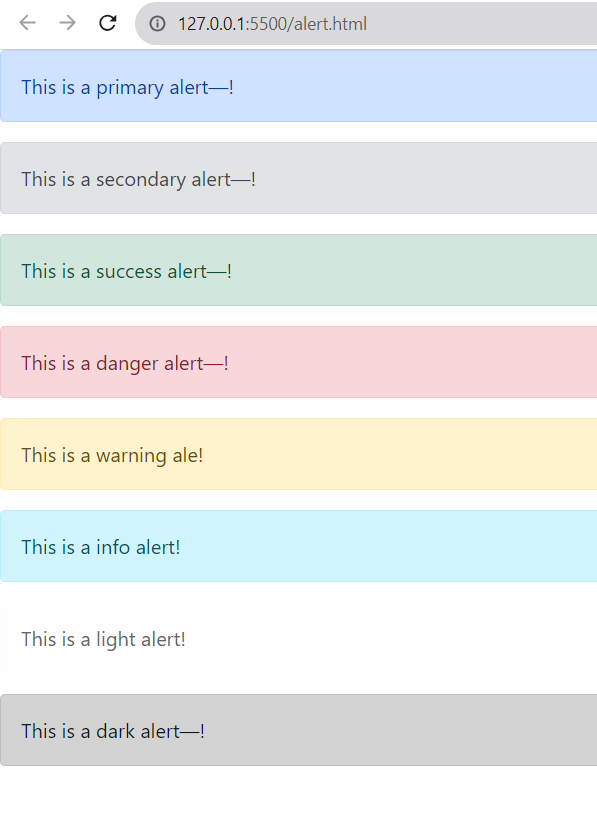 127.0.0.1:5500/alert.html
This is a primary alert—!
This is a secondary alert—!
This is a success alert—!
This is a danger alert—!
This is a warning ale!
This is a info alert!
This is a light alert!
This is a dark alert—!